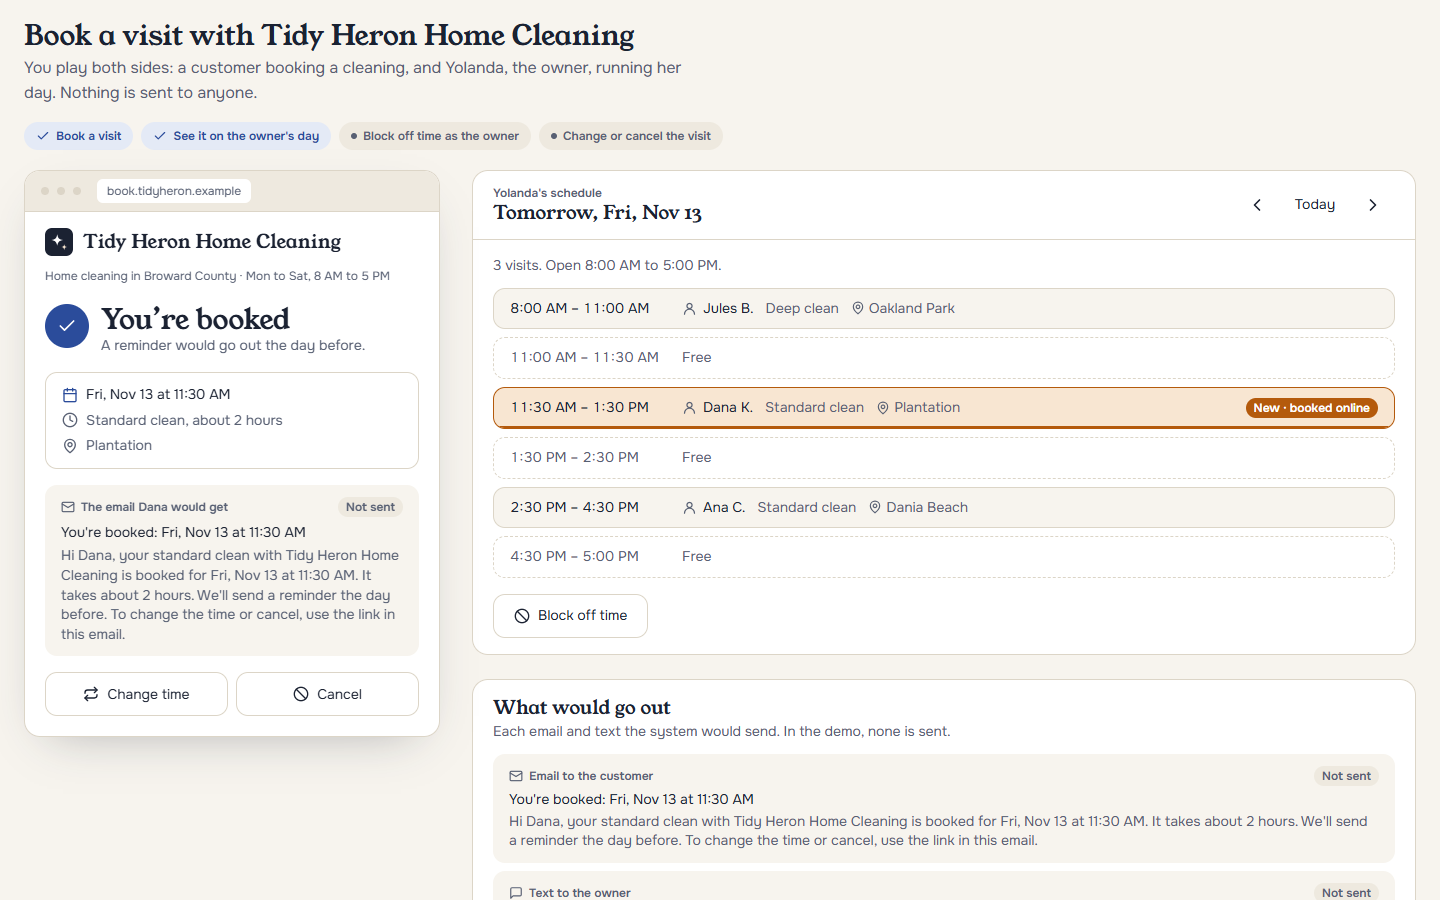 Book a visit with Tidy Heron Home Cleaning
You play both sides: a customer booking a cleaning, and Yolanda, the owner, running her
day. Nothing is sent to anyone.
Book a visit
See it on the owner's day
Block off time as the owner
Change or cancel the visit
book.tidyheron.example
Tidy Heron Home Cleaning
Home cleaning in Broward County · Mon to Sat, 8 AM to 5 PM
You're booked
A reminder would go out the day before.
Fri, Nov 13 at 11:30 AM
Standard clean, about 2 hours
Plantation
The email Dana would get
Not sent
You're booked: Fri, Nov 13 at 11:30 AM
Hi Dana, your standard clean with Tidy Heron Home
Cleaning is booked for Fri, Nov 13 at 11:30 AM. It
takes about 2 hours. We'll send a reminder the day
before. To change the time or cancel, use the link in
this email.
Change time
Cancel
Yolanda's schedule
Tomorrow, Fri, Nov 13
Today
3 visits. Open 8:00 AM to 5:00 PM.
8:00 AM – 11:00 AM Jules B. Deep clean Oakland Park
11:00 AM – 11:30 AM Free
11:30 AM – 1:30 PM Dana K. Standard clean Plantation New · booked online
1:30 PM – 2:30 PM Free
2:30 PM – 4:30 PM Ana C. Standard clean Dania Beach
4:30 PM – 5:00 PM Free
Block off time
What would go out
Each email and text the system would send. In the demo, none is sent.
Email to the customer
Not sent
You're booked: Fri, Nov 13 at 11:30 AM
Hi Dana, your standard clean with Tidy Heron Home Cleaning is booked for Fri, Nov 13 at 11:30 AM. It takes about 2 hours. We'll send
a reminder the day before. To change the time or cancel, use the link in this email.
Text to the owner
Not sent